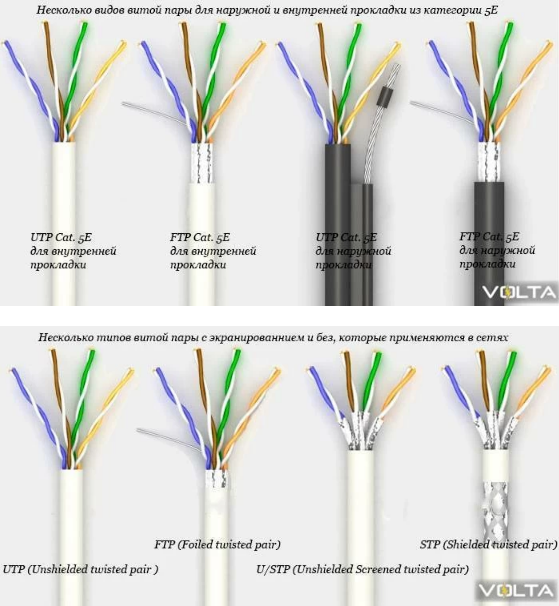 Несколько видов витой пары для наружной и внутренней прокладки из категории 5E
UTP Cat. 5E
для внутренней
прокладки
FTP Cat. 5E
для внутренней
прокладки
UTP Cat. 5E
для наружной
прокладки
FTP Cat. 5E
для наружной
прокладки
VOLTA
Несколько типов витой пары с экранированием и без, которые применяются в сетях
FTP (Foiled twisted pair)
STP (Shielded twisted pair)
UTP (Unshielded twisted pair )
U/STP (Unshielded Screened twisted pair)
VOLTA